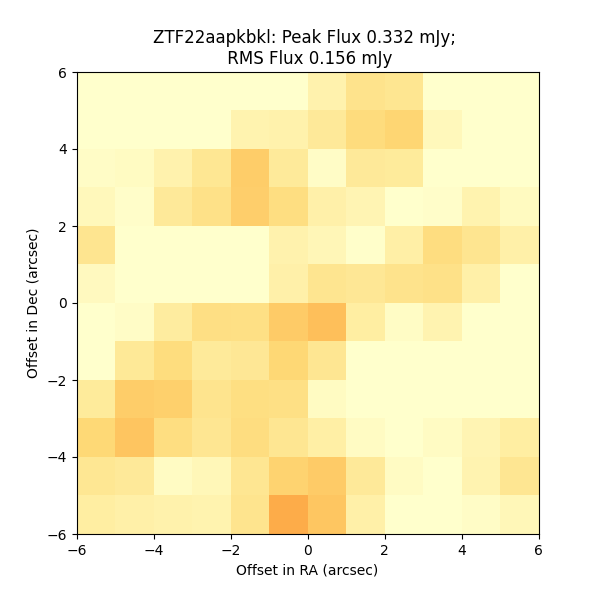 ZTF22aapkbkl: Peak Flux 0.332 mJy;
RMS Flux 0.156 mJy
6
4
2
0
−2
−4
−6
Offset in Dec (arcsec)
−6 −4 −2 0 2 4 6
Offset in RA (arcsec)